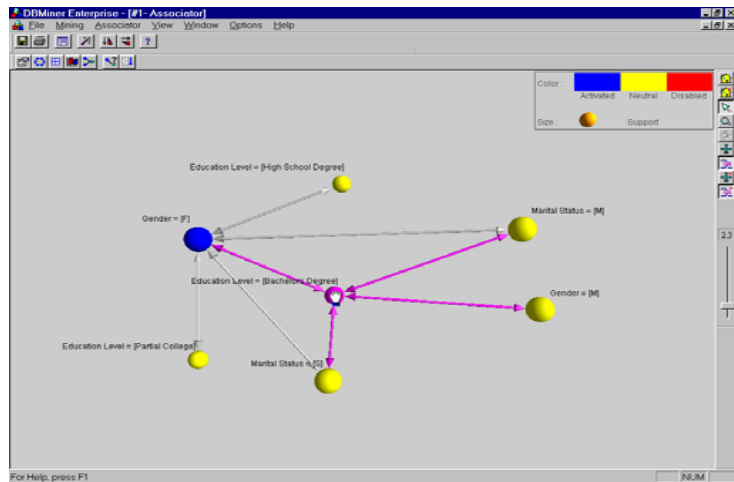 DBMiner Enterprise - [#1- Associator]
File Mining Associator View Window Options Help
Color :
Activated Neutral Disabled
Size : Support
Education Level = [High School Degree]
Gender = [F]
Marital Status = [M]
2.3
Education Level = [Bachelors Degree]
Gender = [M]
Education Level = [Partial College]
Marital Status = [S]
For Help, press F1
NUM